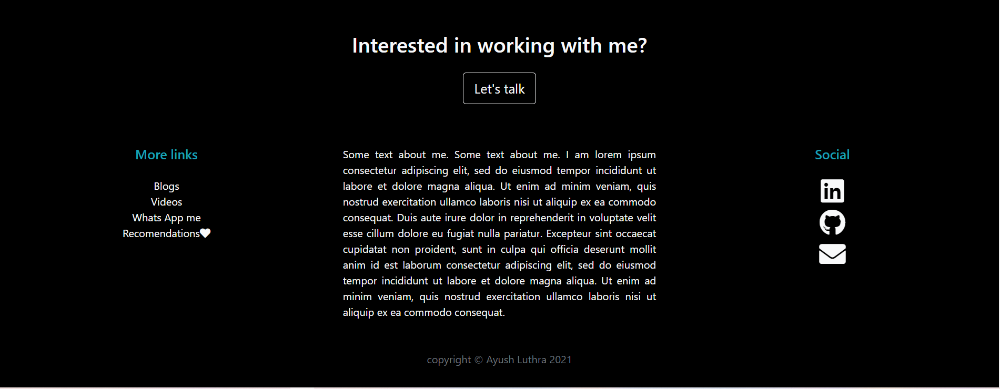 Interested in working with me?
Let's talk
More links
Blogs
Videos
Whats App me
Recomendations
Some text about me. Some text about me. I am lorem ipsum
consectetur adipiscing elit, sed do eiusmod tempor incididunt ut
labore et dolore magna aliqua. Ut enim ad minim veniam, quis
nostrud exercitation ullamco laboris nisi ut aliquip ex ea commodo
consequat. Duis aute irure dolor in reprehenderit in voluptate velit
esse cillum dolore eu fugiat nulla pariatur. Excepteur sint occaecat
cupidatat non proident, sunt in culpa qui officia deserunt mollit
anim id est laborum consectetur adipiscing elit, sed do eiusmod
tempor incididunt ut labore et dolore magna aliqua. Ut enim ad
minim veniam, quis nostrud exercitation ullamco laboris nisi ut
aliquip ex ea commodo consequat.
Social
in
copyright © Ayush Luthra 2021